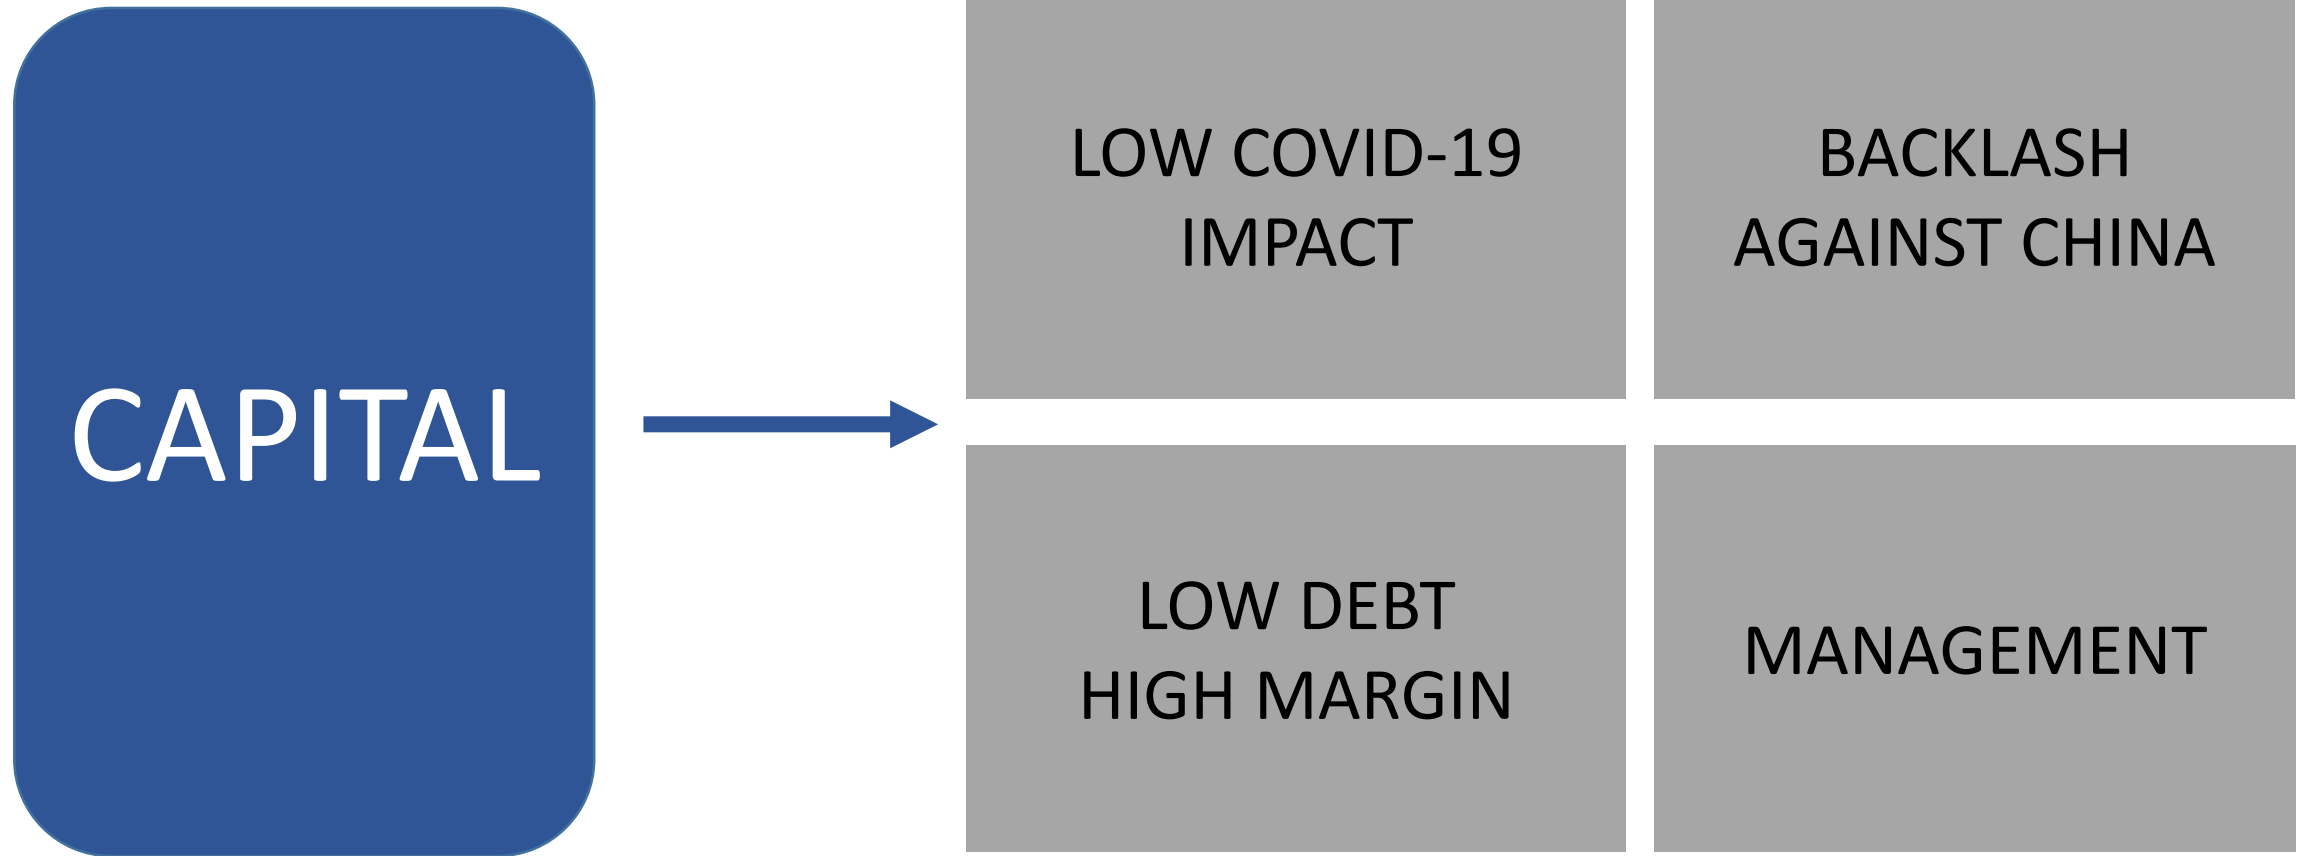 CAPITAL
LOW COVID-19
IMPACT
BACKLASH
AGAINST CHINA
LOW DEBT
HIGH MARGIN
MANAGEMENT